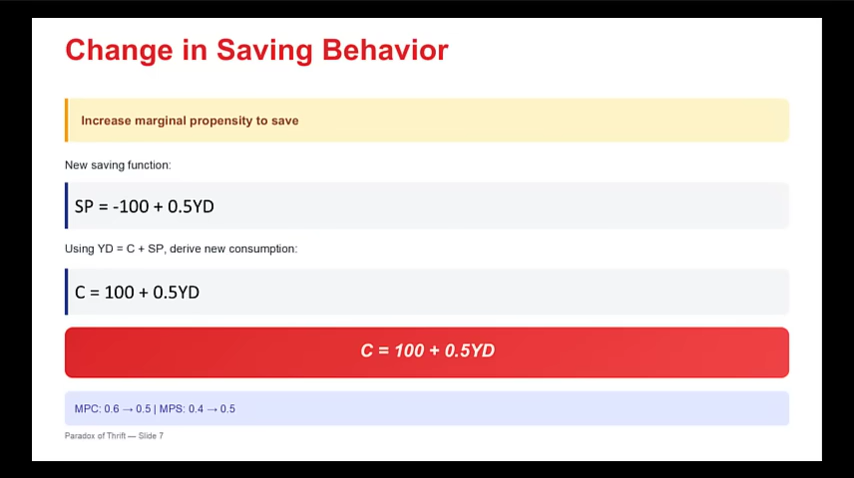 Change in Saving Behavior
Increase marginal propensity to save
New saving function:
SP = -100 + 0.5YD
Using YD = C + SP, derive new consumption:
C = 100 + 0.5YD
C = 100 + 0.5YD
MPC: 0.6 → 0.5 | MPS: 0.4 → 0.5
Paradox of Thrift — Slide 7